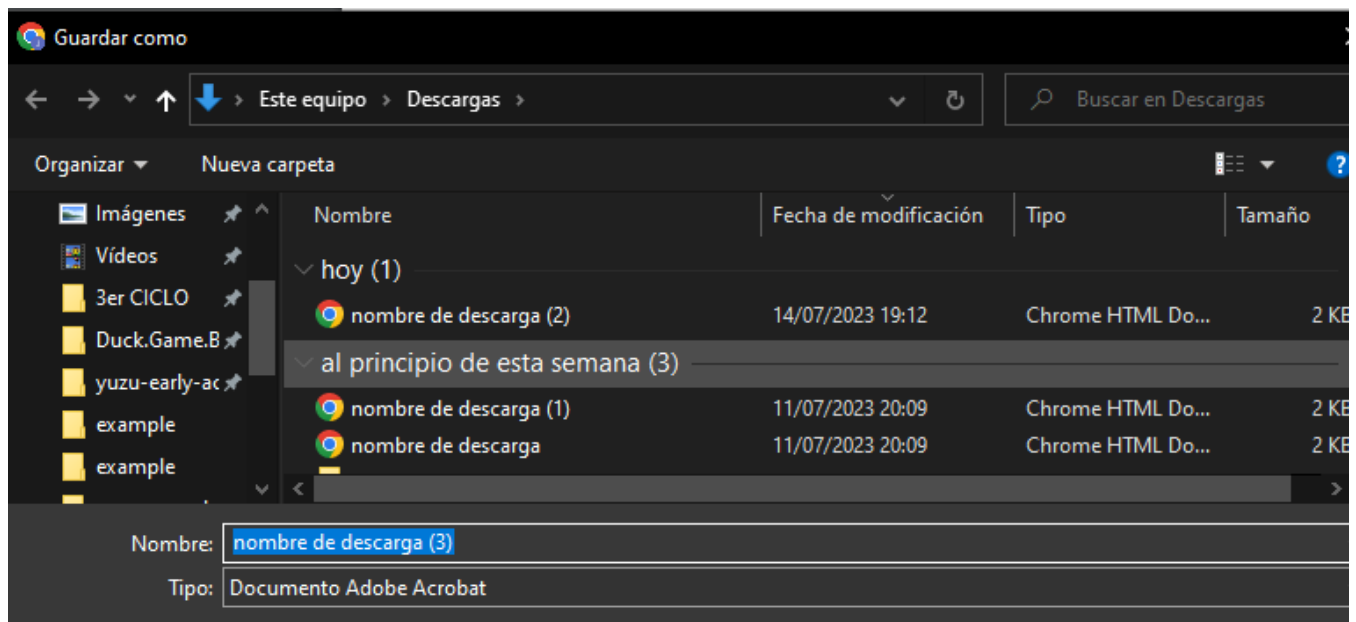 Guardar como
Este equipo > Descargas >
Buscar en Descargas
Organizar
Nueva carpeta
Imágenes
Vídeos
3er CICLO
Duck.Game.B
yuzu-early-ac
example
example
Nombre Fecha de modificación Tipo Tamaño
hoy (1)
nombre de descarga (2) 14/07/2023 19:12 Chrome HTML Do... 2 KB
al principio de esta semana (3)
nombre de descarga (1) 11/07/2023 20:09 Chrome HTML Do... 2 KB
nombre de descarga 11/07/2023 20:09 Chrome HTML Do... 2 KB
Nombre: nombre de descarga (3)
Tipo: Documento Adobe Acrobat